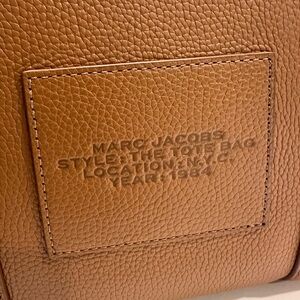 MARC JACOBS
STYLE: THE TOTE BAG
LOCATION: N.Y.C.
YEAR: 1984